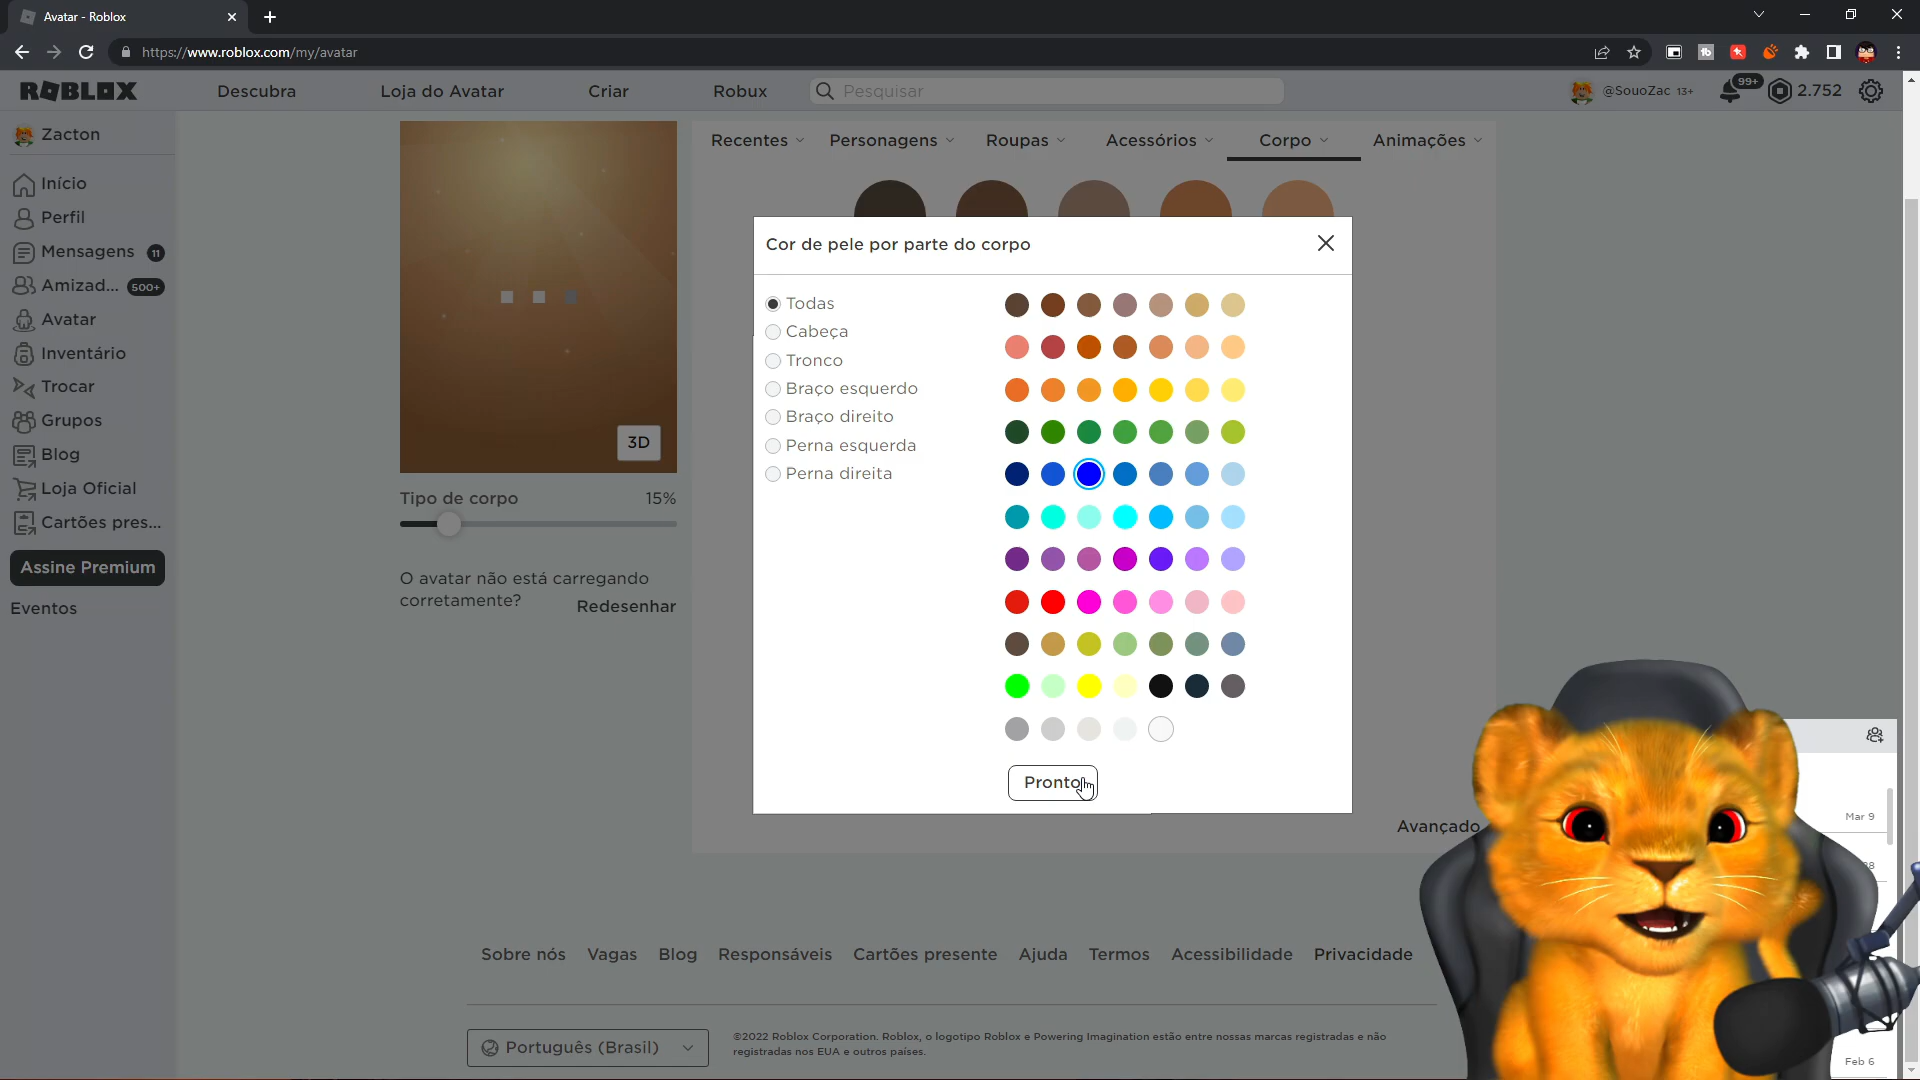 Avatar - Roblox
https://www.roblox.com/my/avatar
ROBLOX
Descubra
Loja do Avatar
Criar
Robux
Pesquisar
@SouoZac 13+
99+
2.752
Zacton
Início
Perfil
Mensagens 11
Amizad... 500+
Avatar
Inventário
Trocar
Grupos
Blog
Loja Oficial
Cartões pres...
Assine Premium
Eventos
3D
Tipo de corpo 15%
O avatar não está carregando
corretamente?
Redesenhar
Recentes
Personagens
Roupas
Acessórios
Corpo
Animações
Cor de pele por parte do corpo
Todas
Cabeça
Tronco
Braço esquerdo
Braço direito
Perna esquerda
Perna direita
Pronto
Avançado
Mar 9
Feb 6
Sobre nós
Vagas
Blog
Responsáveis
Cartões presente
Ajuda
Termos
Acessibilidade
Privacidade
Português (Brasil)
©2022 Roblox Corporation. Roblox, o logotipo Roblox e Powering Imagination estão entre nossas marcas registradas e não
registradas nos EUA e outros países.